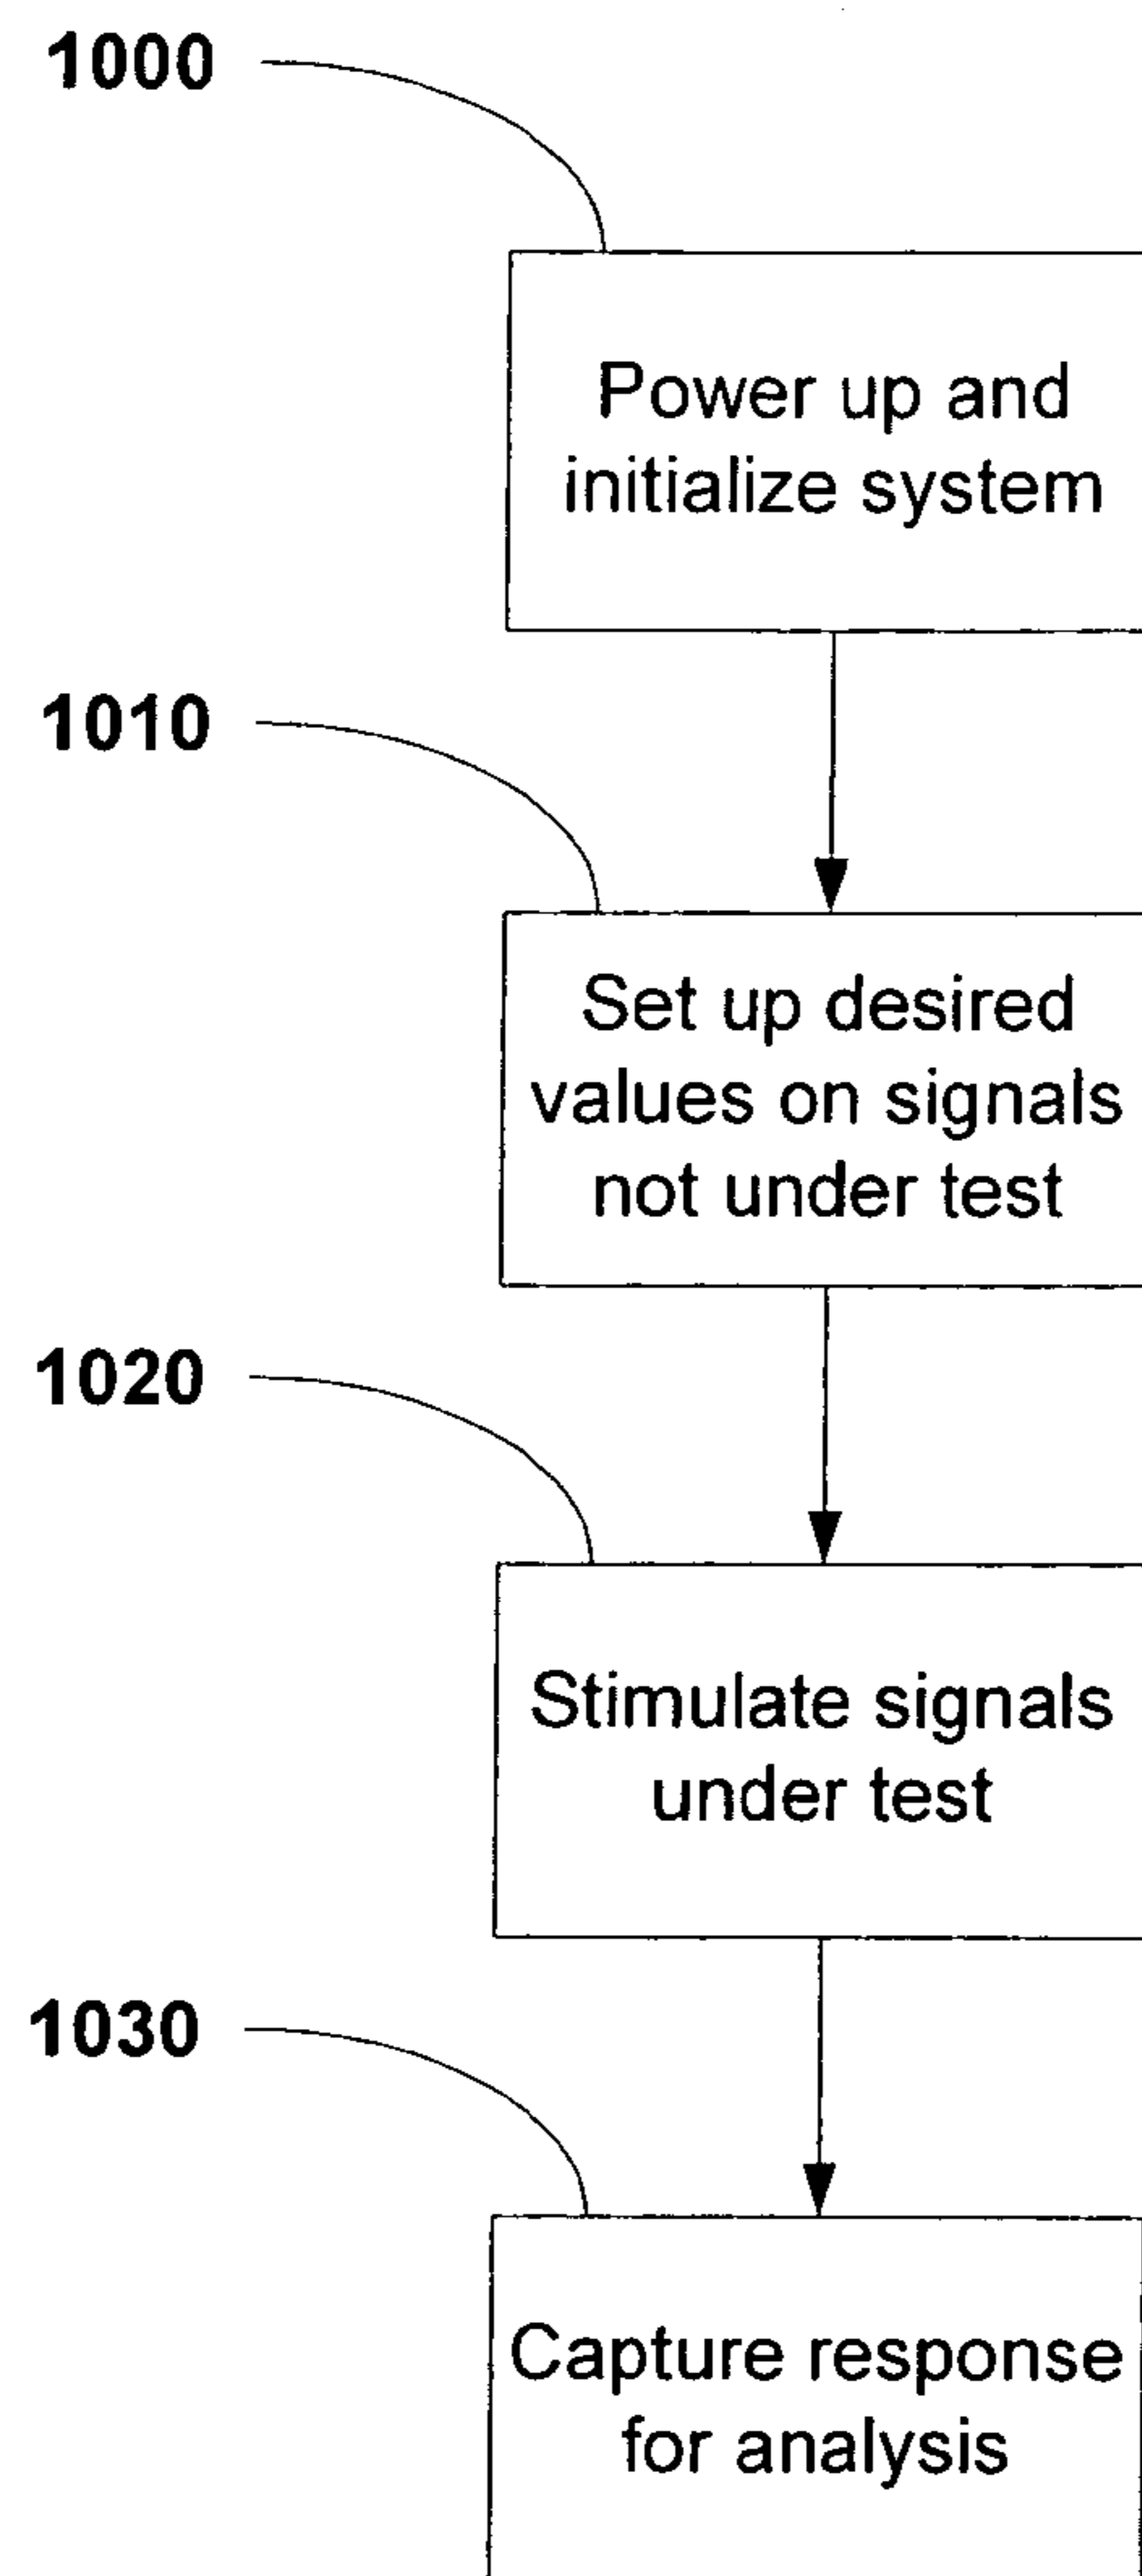 1000
Power up and
initialize system
1010
Set up desired
values on signals
not under test
1020
Stimulate signals
under test
1030
Capture response
for analysis